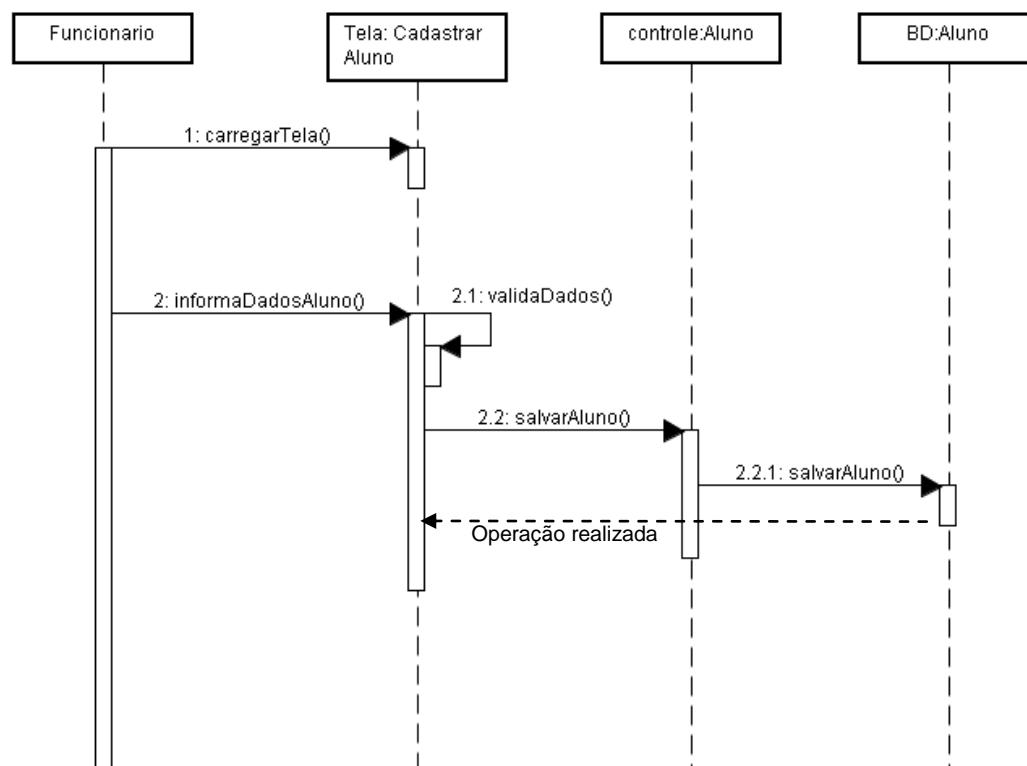 Funcionario
Tela: Cadastrar
Aluno
controle:Aluno
BD:Aluno
1: carregarTela()
2: informaDadosAluno()
2.1: validaDados()
2.2: salvarAluno()
2.2.1: salvarAluno()
Operação realizada